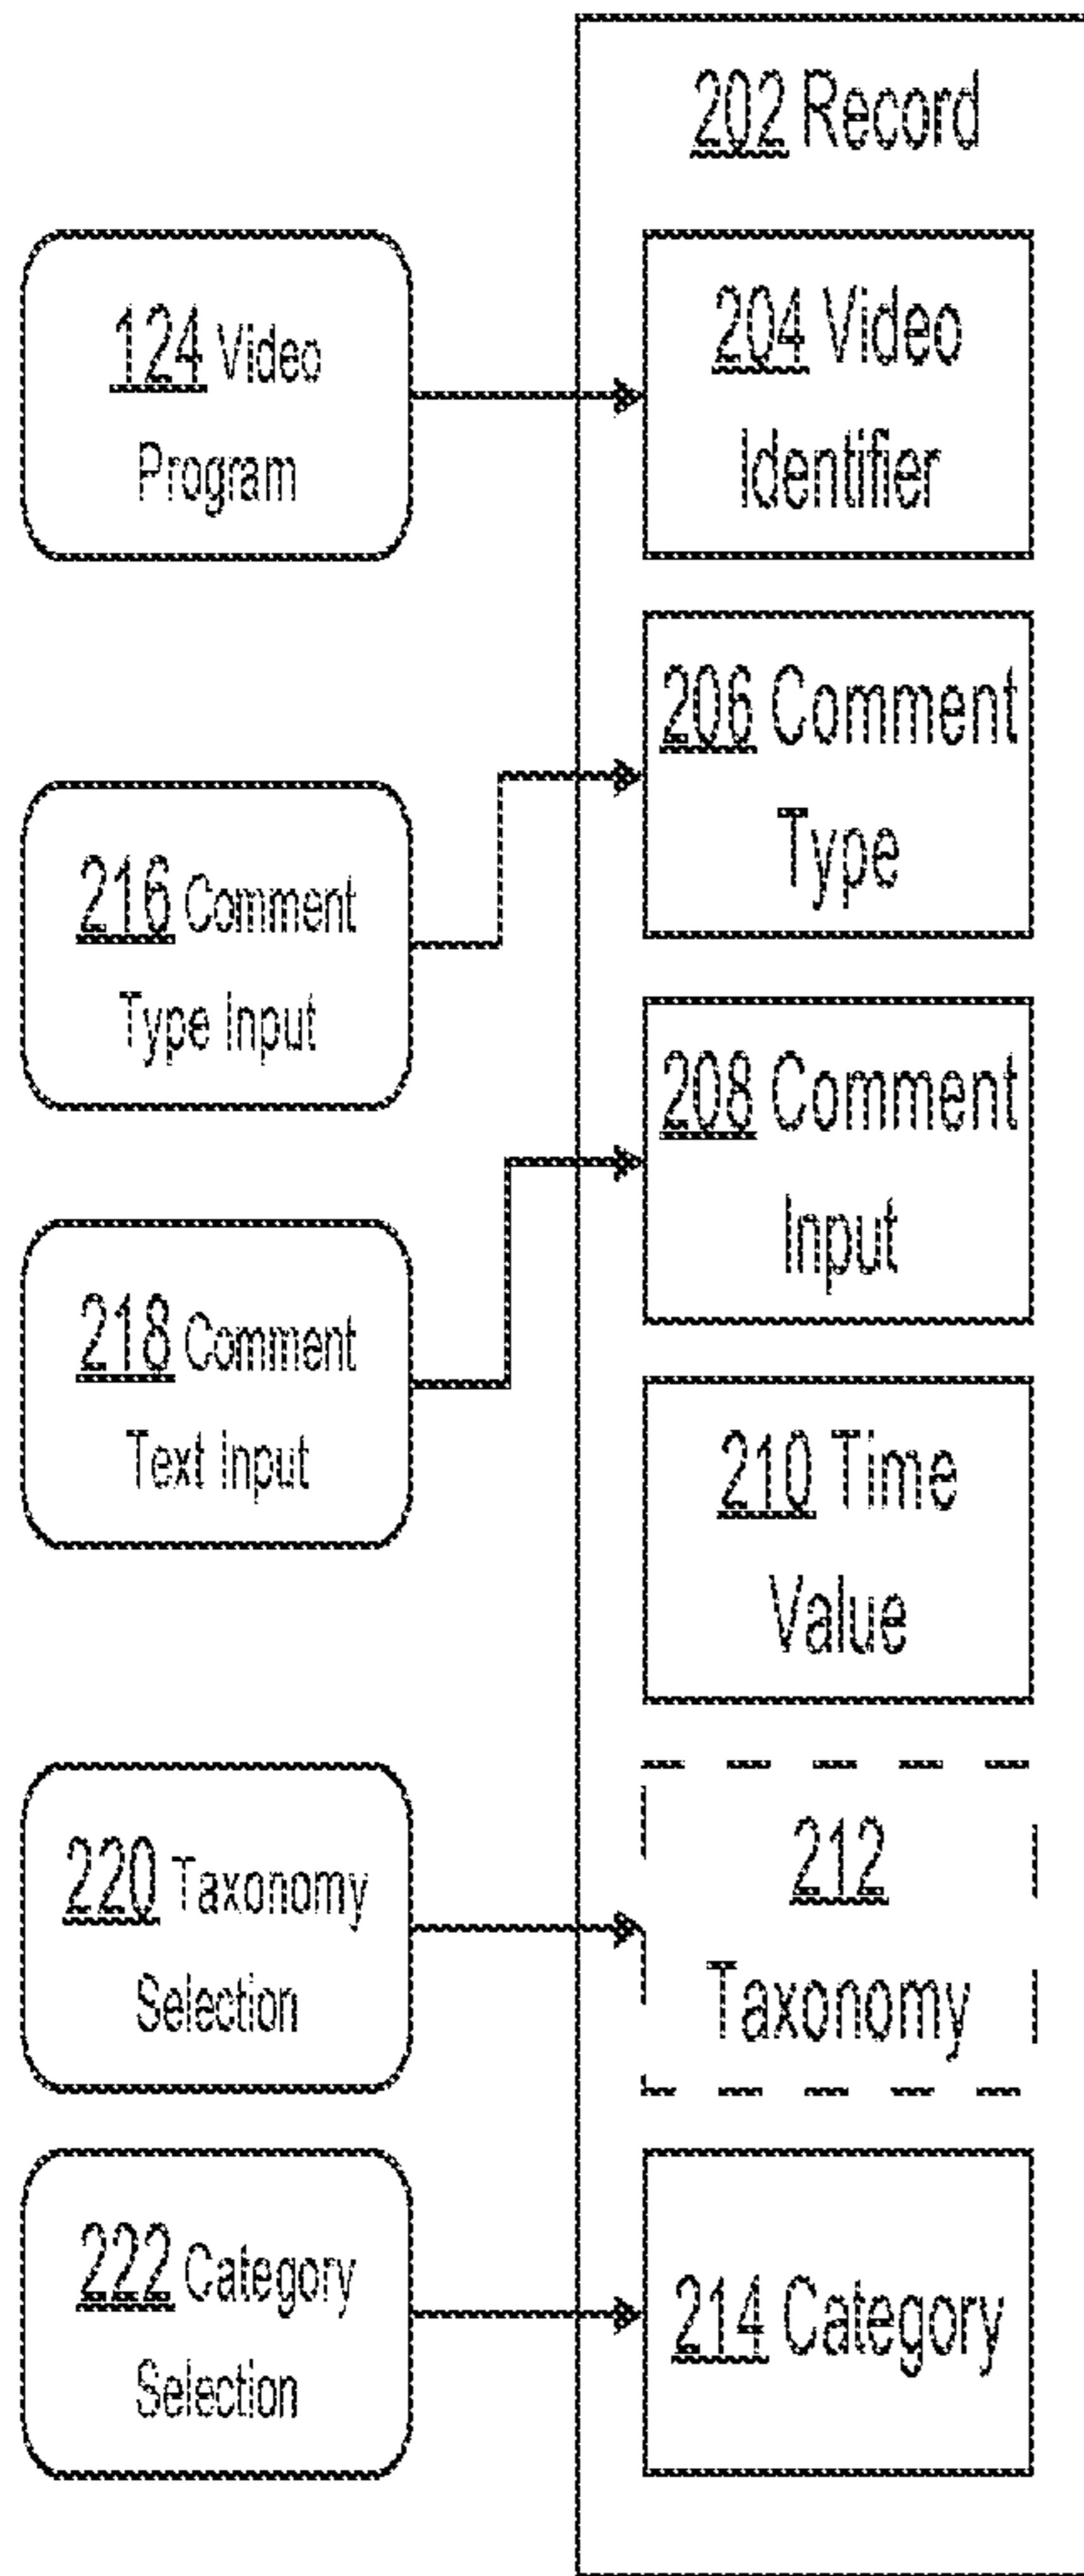 202 Record
124 Video
Program
204 Video
Identifier
206 Comment
Type
216 Comment
Type Input
208 Comment
Input
218 Comment
Text Input
210 Time
Value
220 Taxonomy
Selection
212
Taxonomy
222 Category
Selection
214 Category